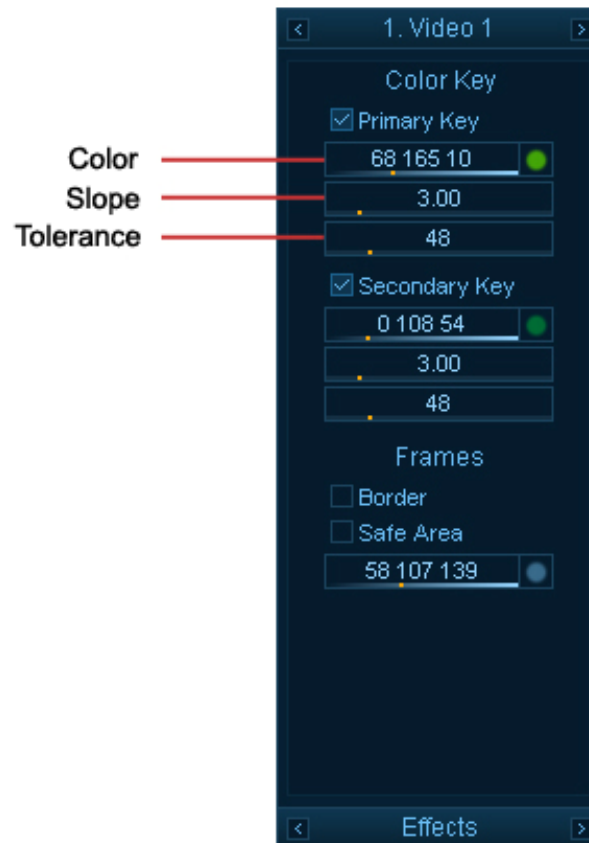 1. Video 1
Color Key
Primary Key
Color
68 165 10
Slope
3.00
Tolerance
48
Secondary Key
0 108 54
3.00
48
Frames
Border
Safe Area
58 107 139
Effects